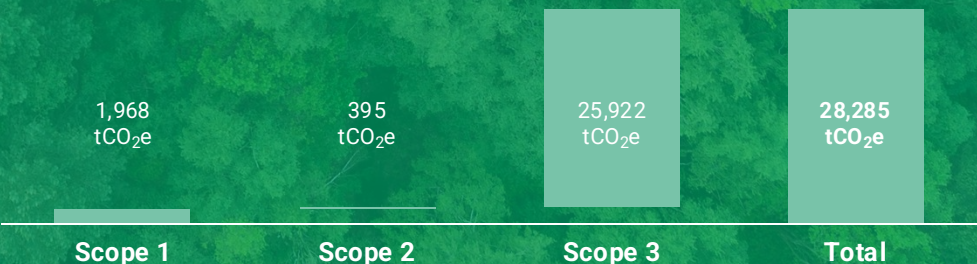 1,968
tCO₂e
395
tCO₂e
25,922
tCO₂e
28,285
tCO₂e
Scope 1
Scope 2
Scope 3
Total